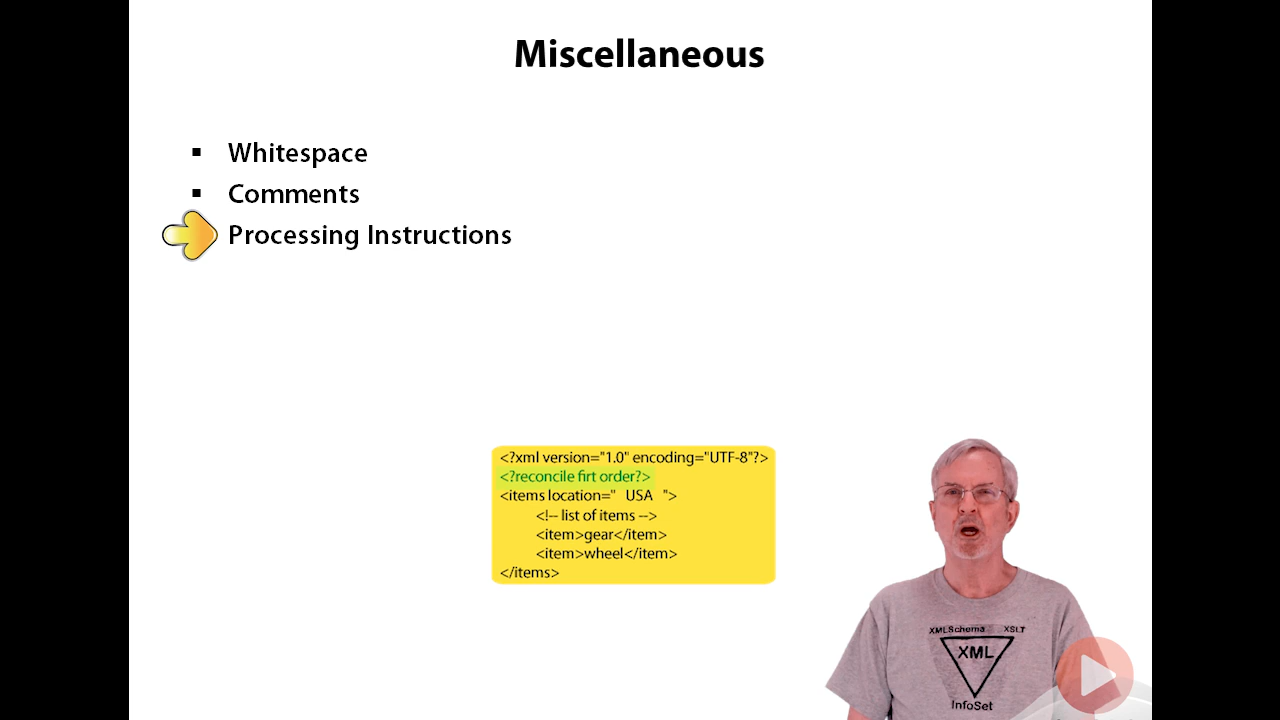 Miscellaneous
Whitespace
Comments
Processing Instructions
<?xml version="1.0" encoding="UTF-8"?>
<?reconcile firt order?>
<items location="   USA   ">
<!-- list of items -->
<item>gear</item>
<item>wheel</item>
</items>
XMLSchema XSLT
XML
InfoSet